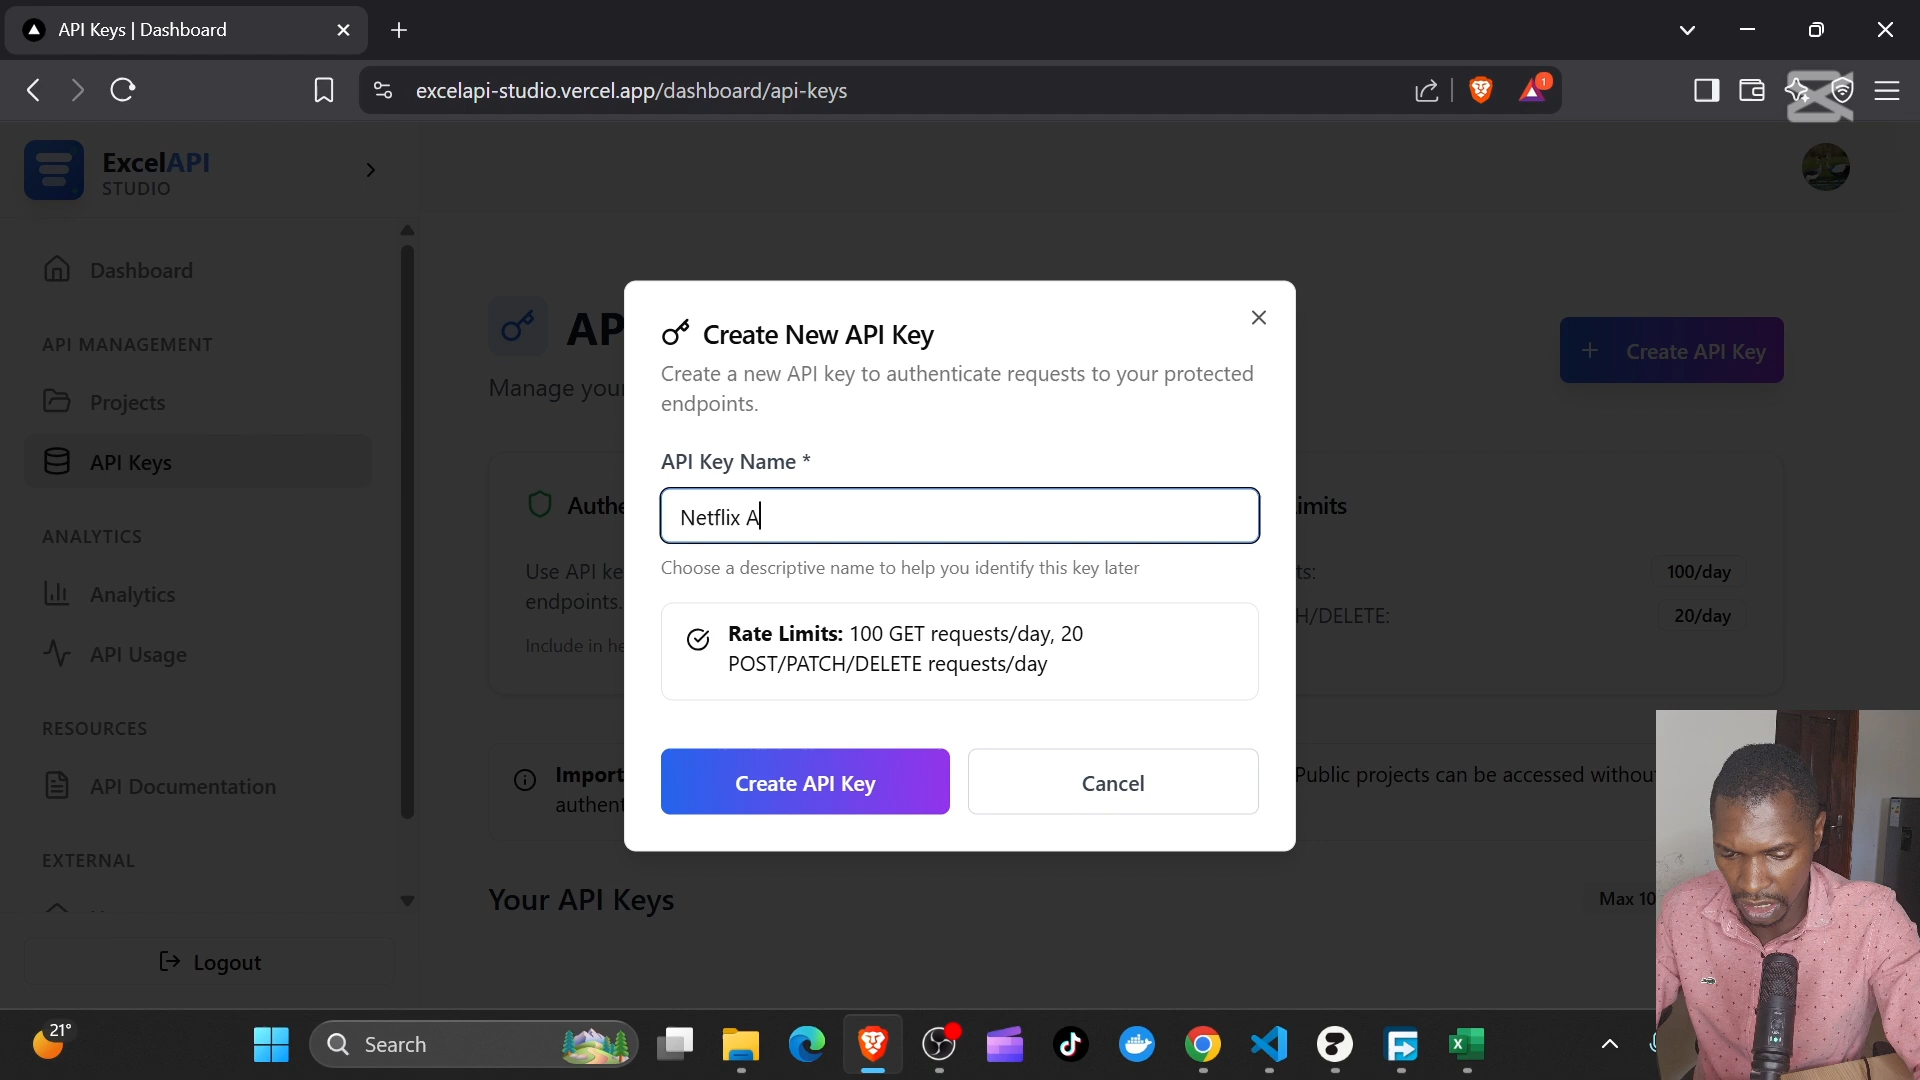 API Keys | Dashboard
excelapi-studio.vercel.app/dashboard/api-keys
1
ExcelAPI
STUDIO
Dashboard
API MANAGEMENT
Projects
API Keys
ANALYTICS
Analytics
API Usage
RESOURCES
API Documentation
EXTERNAL
Logout
AP
Manage your
Create API Key
Authe
Use API ke
endpoints.
Include in he
imits
ts:
100/day
H/DELETE:
20/day
Import
authent
Public projects can be accessed withou
Your API Keys
Max 10
Create New API Key
Create a new API key to authenticate requests to your protected
endpoints.
API Key Name *
Netflix A
Choose a descriptive name to help you identify this key later
Rate Limits: 100 GET requests/day, 20
POST/PATCH/DELETE requests/day
Create API Key
Cancel
21°
Search